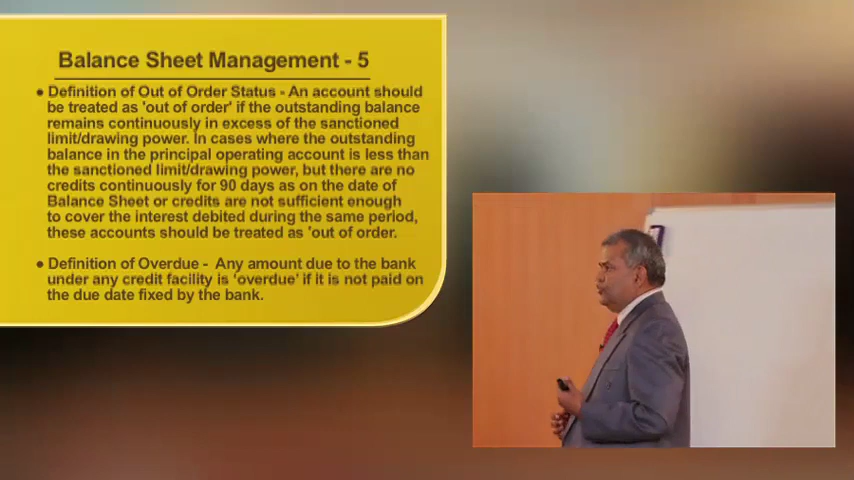 Balance Sheet Management - 5
● Definition of Out of Order Status - An account should
be treated as 'out of order' if the outstanding balance
remains continuously in excess of the sanctioned
limit/drawing power. In cases where the outstanding
balance in the principal operating account is less than
the sanctioned limit/drawing power, but there are no
credits continuously for 90 days as on the date of
Balance Sheet or credits are not sufficient enough
to cover the interest debited during the same period,
these accounts should be treated as 'out of order.
● Definition of Overdue - Any amount due to the bank
under any credit facility is 'overdue' if it is not paid on
the due date fixed by the bank.